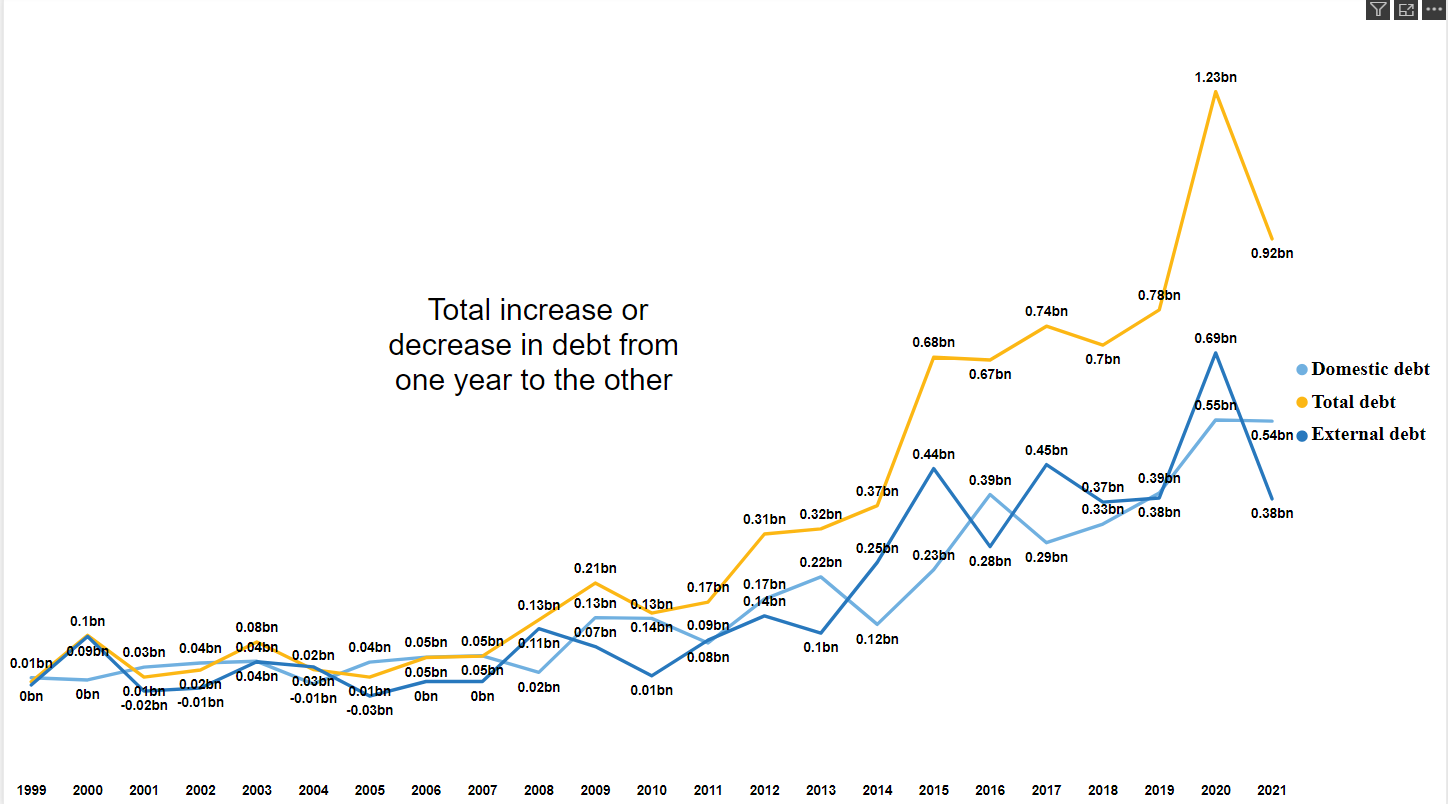 1.23bn
0.92bn
Total increase or
decrease in debt from
one year to the other
0.78bn
0.74bn
0.68bn
0.7bn
0.67bn
0.69bn
Domestic debt
Total debt
External debt
0.55bn
0.54bn
0.44bn
0.45bn
0.39bn
0.37bn
0.39bn
0.37bn
0.33bn
0.38bn
0.38bn
0.31bn
0.32bn
0.25bn
0.23bn
0.28bn
0.29bn
0.21bn
0.22bn
0.17bn
0.17bn
0.14bn
0.13bn
0.13bn
0.13bn
0.14bn
0.09bn
0.12bn
0.1bn
0.08bn
0.11bn
0.07bn
0.02bn
0.01bn
0.1bn
0.08bn
0.01bn
0.09bn
0.03bn
0.04bn
0.04bn
0.02bn
0.04bn
0.05bn
0.05bn
0bn
0bn
0.01bn
0.02bn
0.04bn
0.03bn
0.01bn
0.05bn
0.05bn
-0.02bn
-0.01bn
-0.01bn
-0.03bn
0bn
0bn
1999 2000 2001 2002 2003 2004 2005 2006 2007 2008 2009 2010 2011 2012 2013 2014 2015 2016 2017 2018 2019 2020 2021